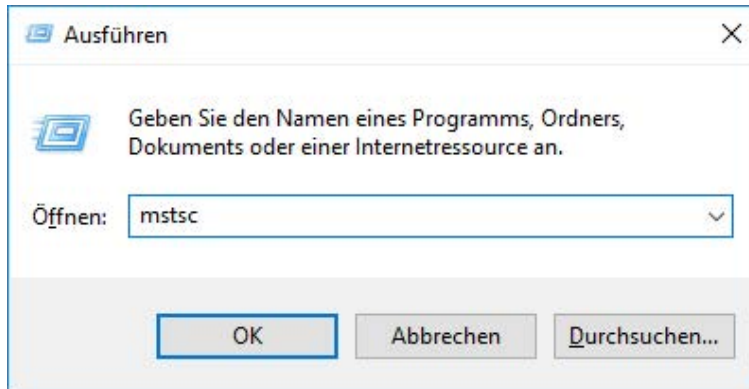 Ausführen
Geben Sie den Namen eines Programms, Ordners,
Dokuments oder einer Internetressource an.
Öffnen: mstsc
OK Abbrechen Durchsuchen...